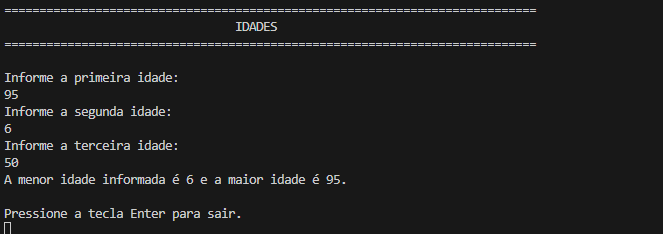 ============================================================================
IDADES
============================================================================
Informe a primeira idade:
95
Informe a segunda idade:
6
Informe a terceira idade:
50
A menor idade informada é 6 e a maior idade é 95.
Pressione a tecla Enter para sair.